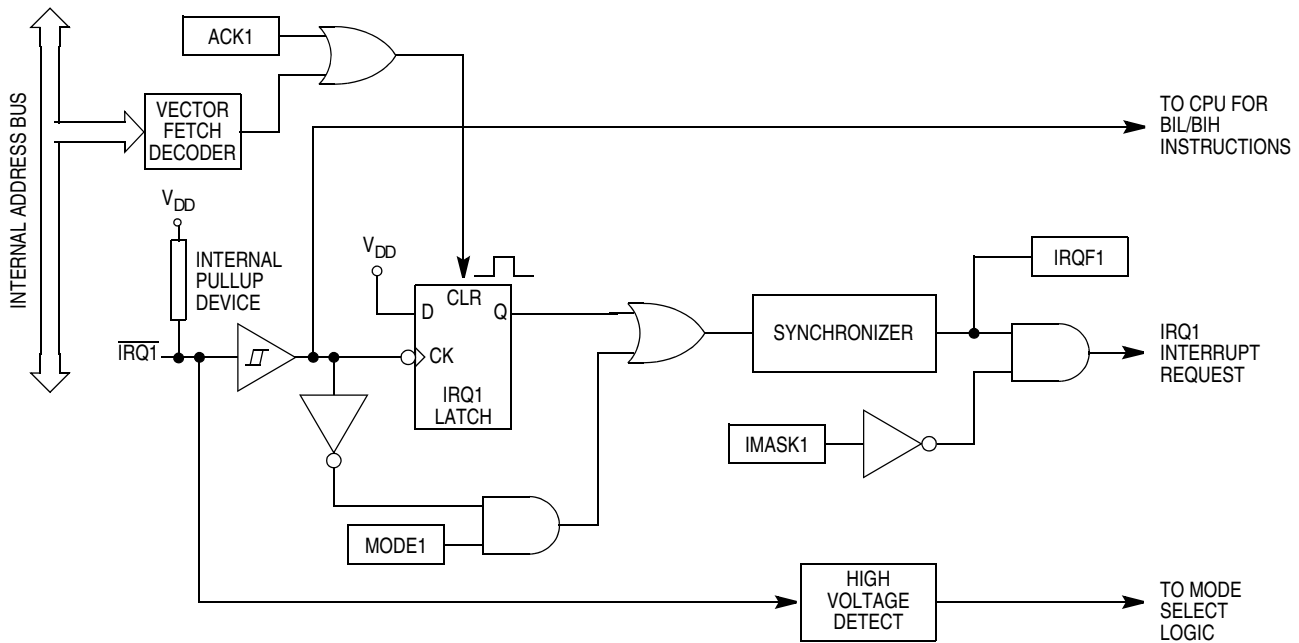 INTERNAL ADDRESS BUS
ACK1
VECTOR
FETCH
DECODER
TO CPU FOR
BIL/BIH
INSTRUCTIONS
VDD
INTERNAL
PULLUP
DEVICE
VDD
CLR
D
Q
CK
IRQ1
LATCH
IRQ1
SYNCHRONIZER
IRQF1
IRQ1
INTERRUPT
REQUEST
IMASK1
MODE1
HIGH
VOLTAGE
DETECT
TO MODE
SELECT
LOGIC